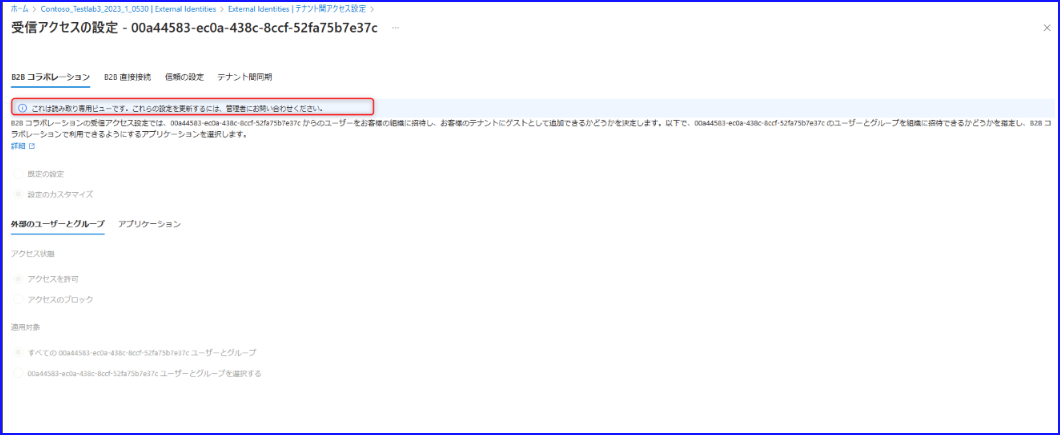 ホーム > Contoso_Testlab3_2023_1_0530 | External Identities > External Identities | テナント間アクセス設定 >
受信アクセスの設定 - 00a44583-ec0a-438c-8ccf-52fa75b7e37c ... ×
B2B コラボレーション B2B 直接接続 信頼の設定 テナント間同期
これは読み取り専用ビューです。これらの設定を更新するには、管理者にお問い合わせください。
B2B コラボレーションの受信アクセス設定では、00a44583-ec0a-438c-8ccf-52fa75b7e37c からのユーザーをお客様の組織に招待し、お客様のテナントにゲストとして追加できるかどうかを決定します。以下で、00a44583-ec0a-438c-8ccf-52fa75b7e37c のユーザーとグループを組織に招待できるかどうかを指定し、B2B コ
ラボレーションで利用できるようにするアプリケーションを選択します。
詳細
既定の設定
設定のカスタマイズ
外部のユーザーとグループ アプリケーション
アクセス状態
アクセスを許可
アクセスのブロック
適用対象
すべての 00a44583-ec0a-438c-8ccf-52fa75b7e37c ユーザーとグループ
00a44583-ec0a-438c-8ccf-52fa75b7e37c ユーザーとグループを選択する